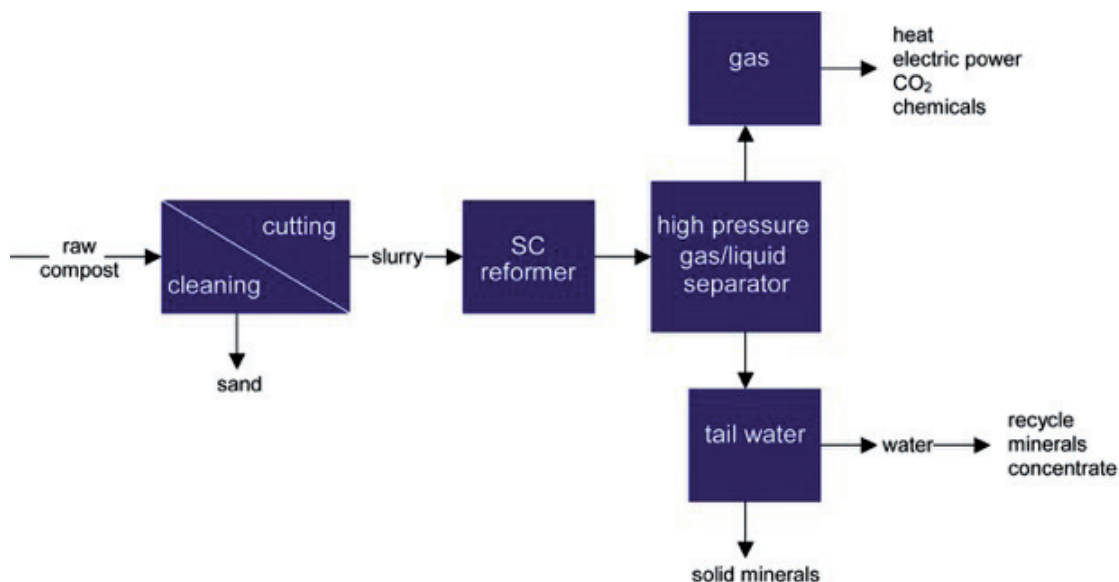 raw
compost
cutting
cleaning
sand
slurry
SC
reformer
high pressure
gas/liquid
separator
gas
heat
electric power
CO₂
chemicals
tail water
water
recycle
minerals
concentrate
solid minerals